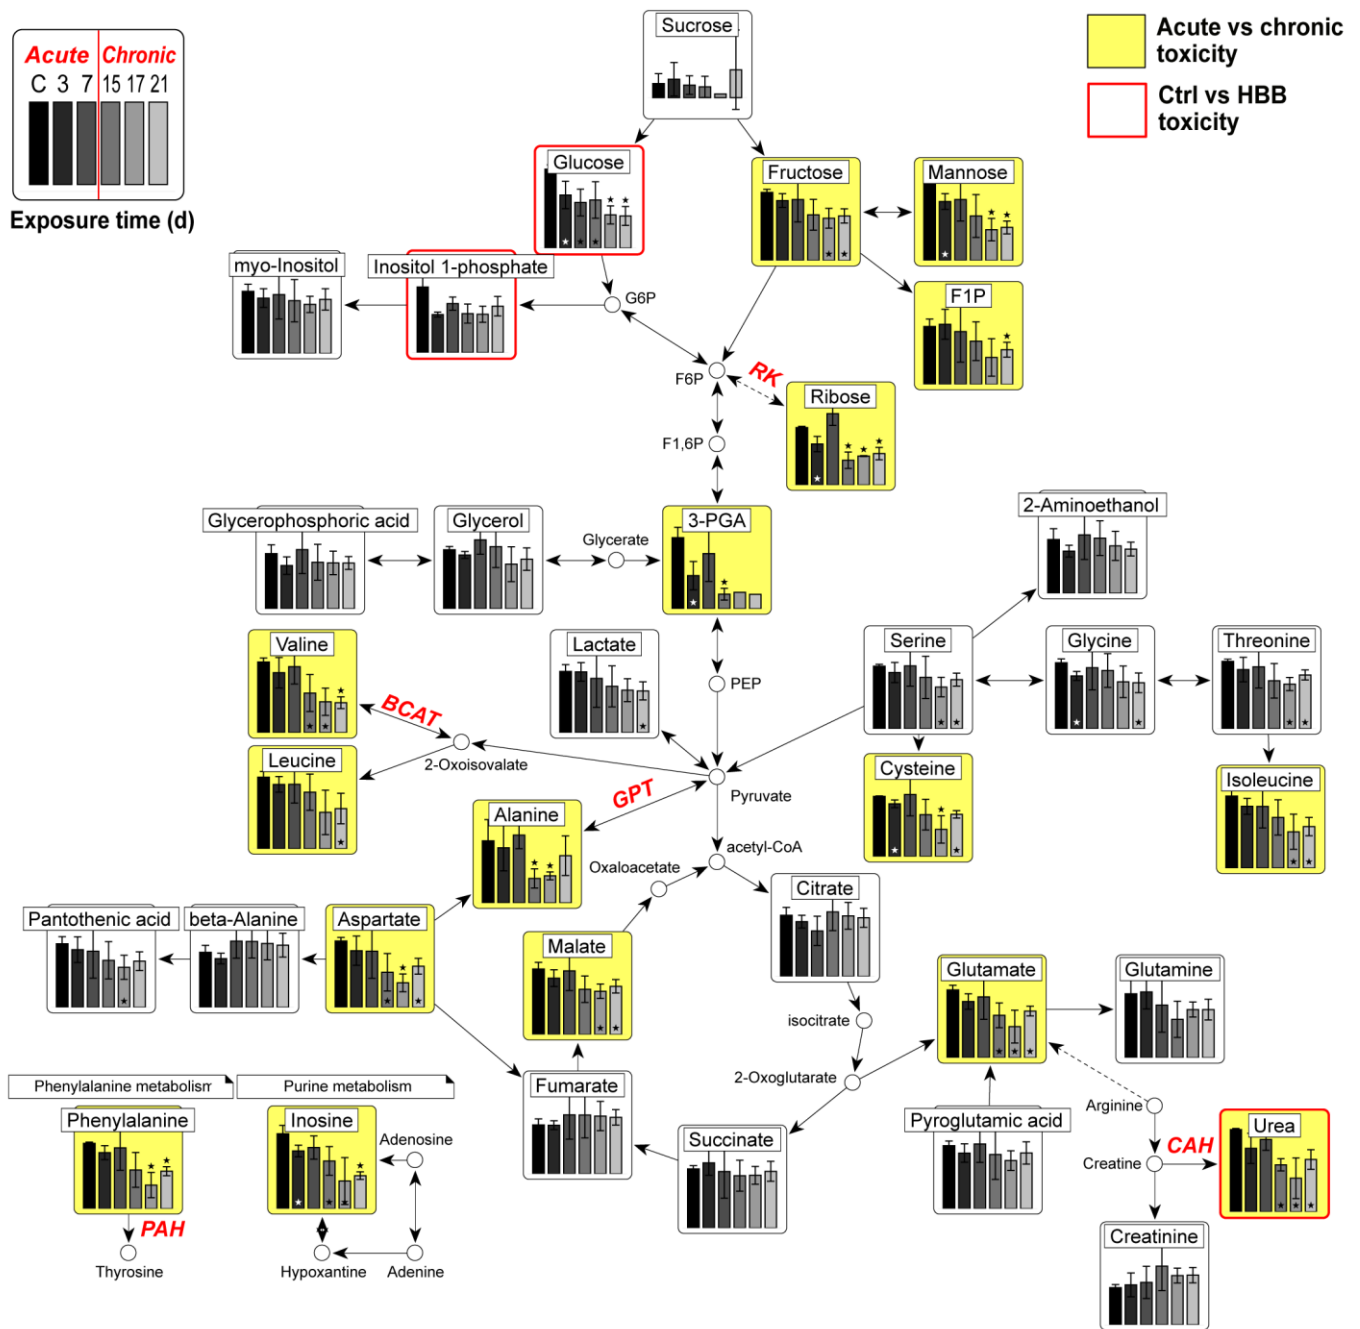 Sucrose
Acute Chronic
C 3 7 15 17 21
Exposure time (d)
Acute vs chronic
toxicity
Ctrl vs HBB
toxicity
Glucose
Fructose
Mannose
myo-Inositol
Inositol 1-phosphate
G6P
F1P
F6P
RK
Ribose
F1,6P
Glycerophosphoric acid
Glycerol
Glycerate
3-PGA
2-Aminoethanol
Valine
Lactate
Serine
Glycine
Threonine
PEP
BCAT
2-Oxoisovalate
Leucine
Cysteine
Isoleucine
GPT
Pyruvate
Alanine
acetyl-CoA
Oxaloacetate
Citrate
Pantothenic acid
beta-Alanine
Aspartate
Malate
Glutamate
Glutamine
isocitrate
2-Oxoglutarate
Phenylalanine metabolism
Purine metabolism
Fumarate
Arginine
Phenylalanine
Inosine
Adenosine
Succinate
Pyroglutamic acid
Urea
CAH
Creatine
PAH
Thyrosine
Hypoxantine
Adenine
Creatinine